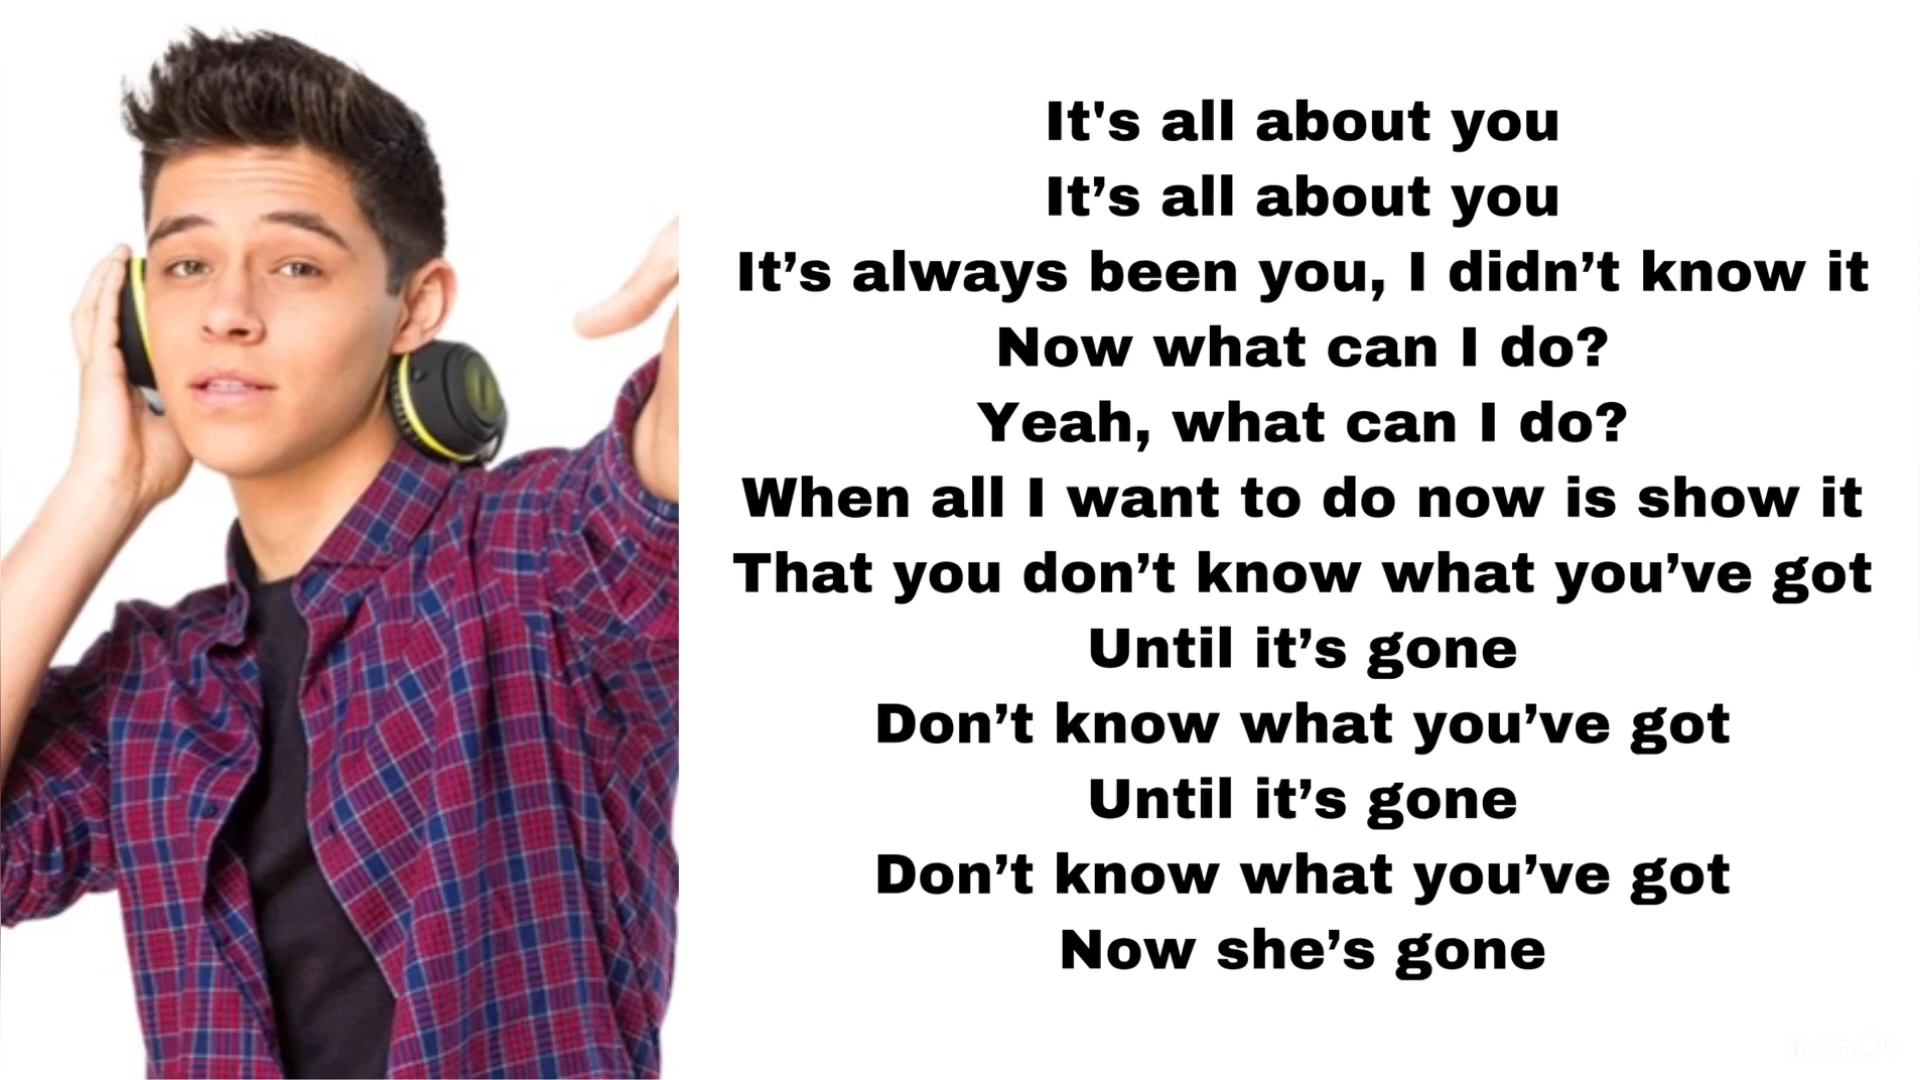 It's all about you
It’s all about you
It’s always been you, I didn’t know it
Now what can I do?
Yeah, what can I do?
When all I want to do now is show it
That you don’t know what you’ve got
Until it’s gone
Don’t know what you’ve got
Until it’s gone
Don’t know what you’ve got
Now she’s gone
InShOt